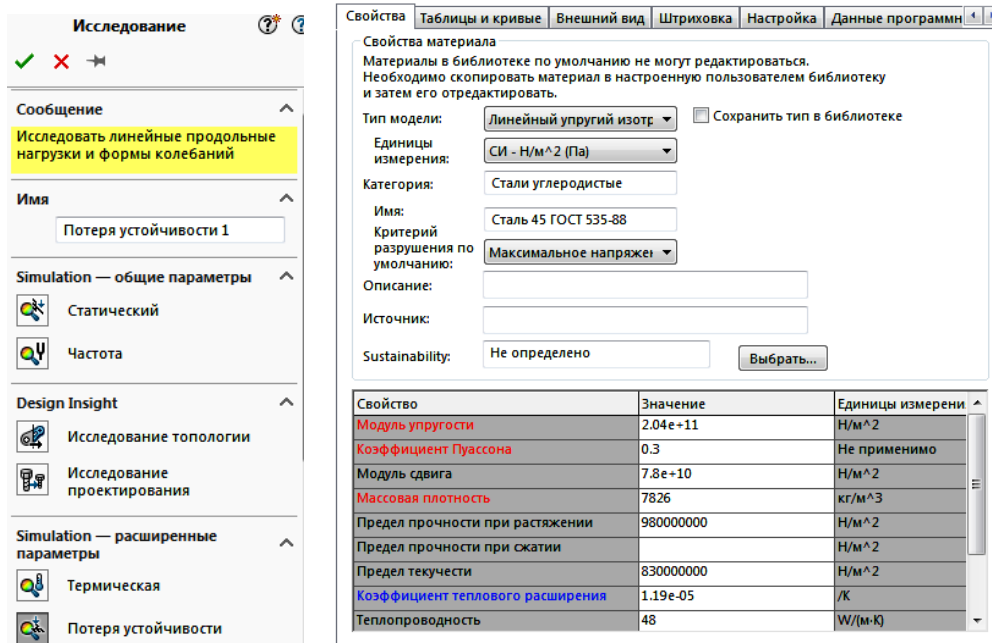 Исследование
Сообщение
Исследовать линейные продольные
нагрузки и формы колебаний
Имя
Потеря устойчивости 1
Simulation — общие параметры
Статический
Частота
Design Insight
Исследование топологии
Исследование
проектирования
Simulation — расширенные
параметры
Термическая
Потеря устойчивости
Свойства Таблицы и кривые Внешний вид Штриховка Настройка Данные программн
Свойства материала
Материалы в библиотеке по умолчанию не могут редактироваться.
Необходимо скопировать материал в настроенную пользователем библиотеку
и затем его отредактировать.
Тип модели: Линейный упругий изотр Сохранить тип в библиотеке
Единицы
измерения: СИ - Н/м^2 (Па)
Категория: Стали углеродистые
Имя: Сталь 45 ГОСТ 535-88
Критерий
разрушения по
умолчанию: Максимальное напряжен
Описание:
Источник:
Sustainability: Не определено Выбрать...
Свойство Значение Единицы измерени
Модуль упругости 2.04e+11 Н/м^2
Коэффициент Пуассона 0.3 Не применимо
Модуль сдвига 7.8e+10 Н/м^2
Массовая плотность 7826 кг/м^3
Предел прочности при растяжении 980000000 Н/м^2
Предел прочности при сжатии Н/м^2
Предел текучести 830000000 Н/м^2
Коэффициент теплового расширения 1.19e-05 /K
Теплопроводность 48 W/(м·K)